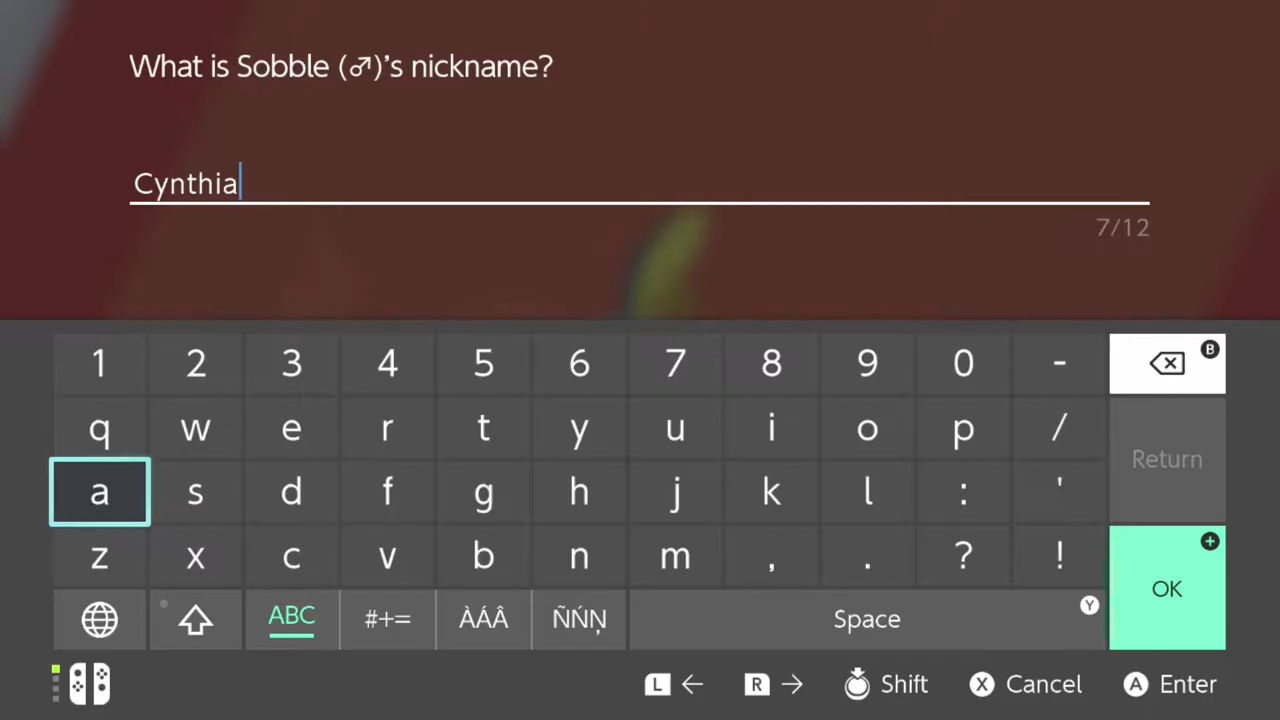 What is Sobble (♂)'s nickname?
Cynthia
7/12
1 2 3 4 5 6 7 8 9 0 - B
q w e r t y u i o p / Return
a s d f g h j k l : '
z x c v b n m , . ? ! + OK
ABC #+= ÀÁÂ ÑŃŅ Space Y
L ← R → Shift X Cancel A Enter